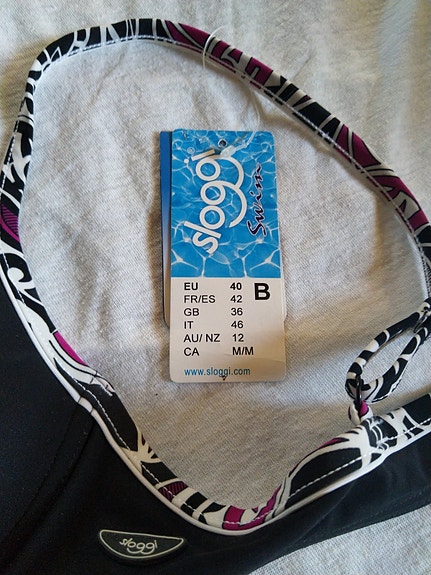 sloggi®
Swim
EU 40 B
FR/ES 42
GB 36
IT 46
AU/ NZ 12
CA M/M
www.sloggi.com
sloggi